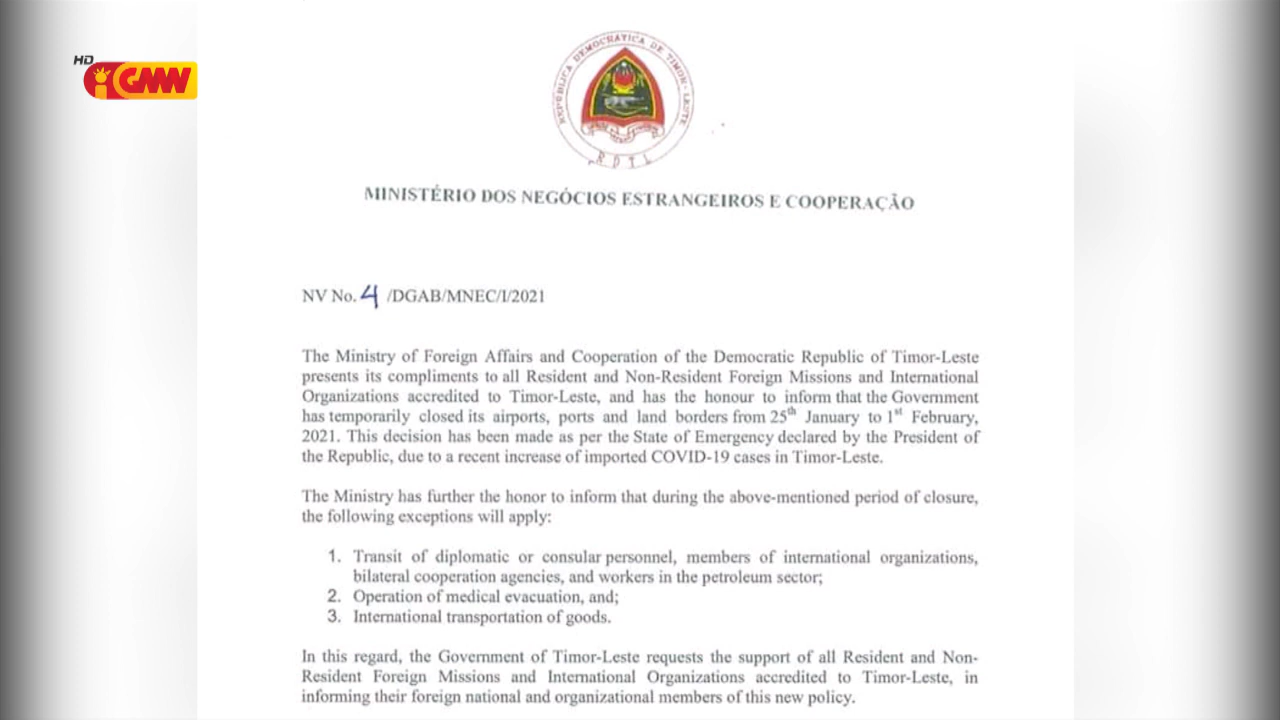 HD
GMN
REPÚBLICA DEMOCRÁTICA DE TIMOR-LESTE
RDTL
MINISTÉRIO DOS NEGÓCIOS ESTRANGEIROS E COOPERAÇÃO
NV No. 4 /DGAB/MNEC/I/2021
The Ministry of Foreign Affairs and Cooperation of the Democratic Republic of Timor-Leste
presents its compliments to all Resident and Non-Resident Foreign Missions and International
Organizations accredited to Timor-Leste, and has the honour to inform that the Government
has temporarily closed its airports, ports and land borders from 25th January to 1st February,
2021. This decision has been made as per the State of Emergency declared by the President of
the Republic, due to a recent increase of imported COVID-19 cases in Timor-Leste.
The Ministry has further the honor to inform that during the above-mentioned period of closure,
the following exceptions will apply:
1. Transit of diplomatic or consular personnel, members of international organizations,
bilateral cooperation agencies, and workers in the petroleum sector;
2. Operation of medical evacuation, and;
3. International transportation of goods.
In this regard, the Government of Timor-Leste requests the support of all Resident and Non-
Resident Foreign Missions and International Organizations accredited to Timor-Leste, in
informing their foreign national and organizational members of this new policy.